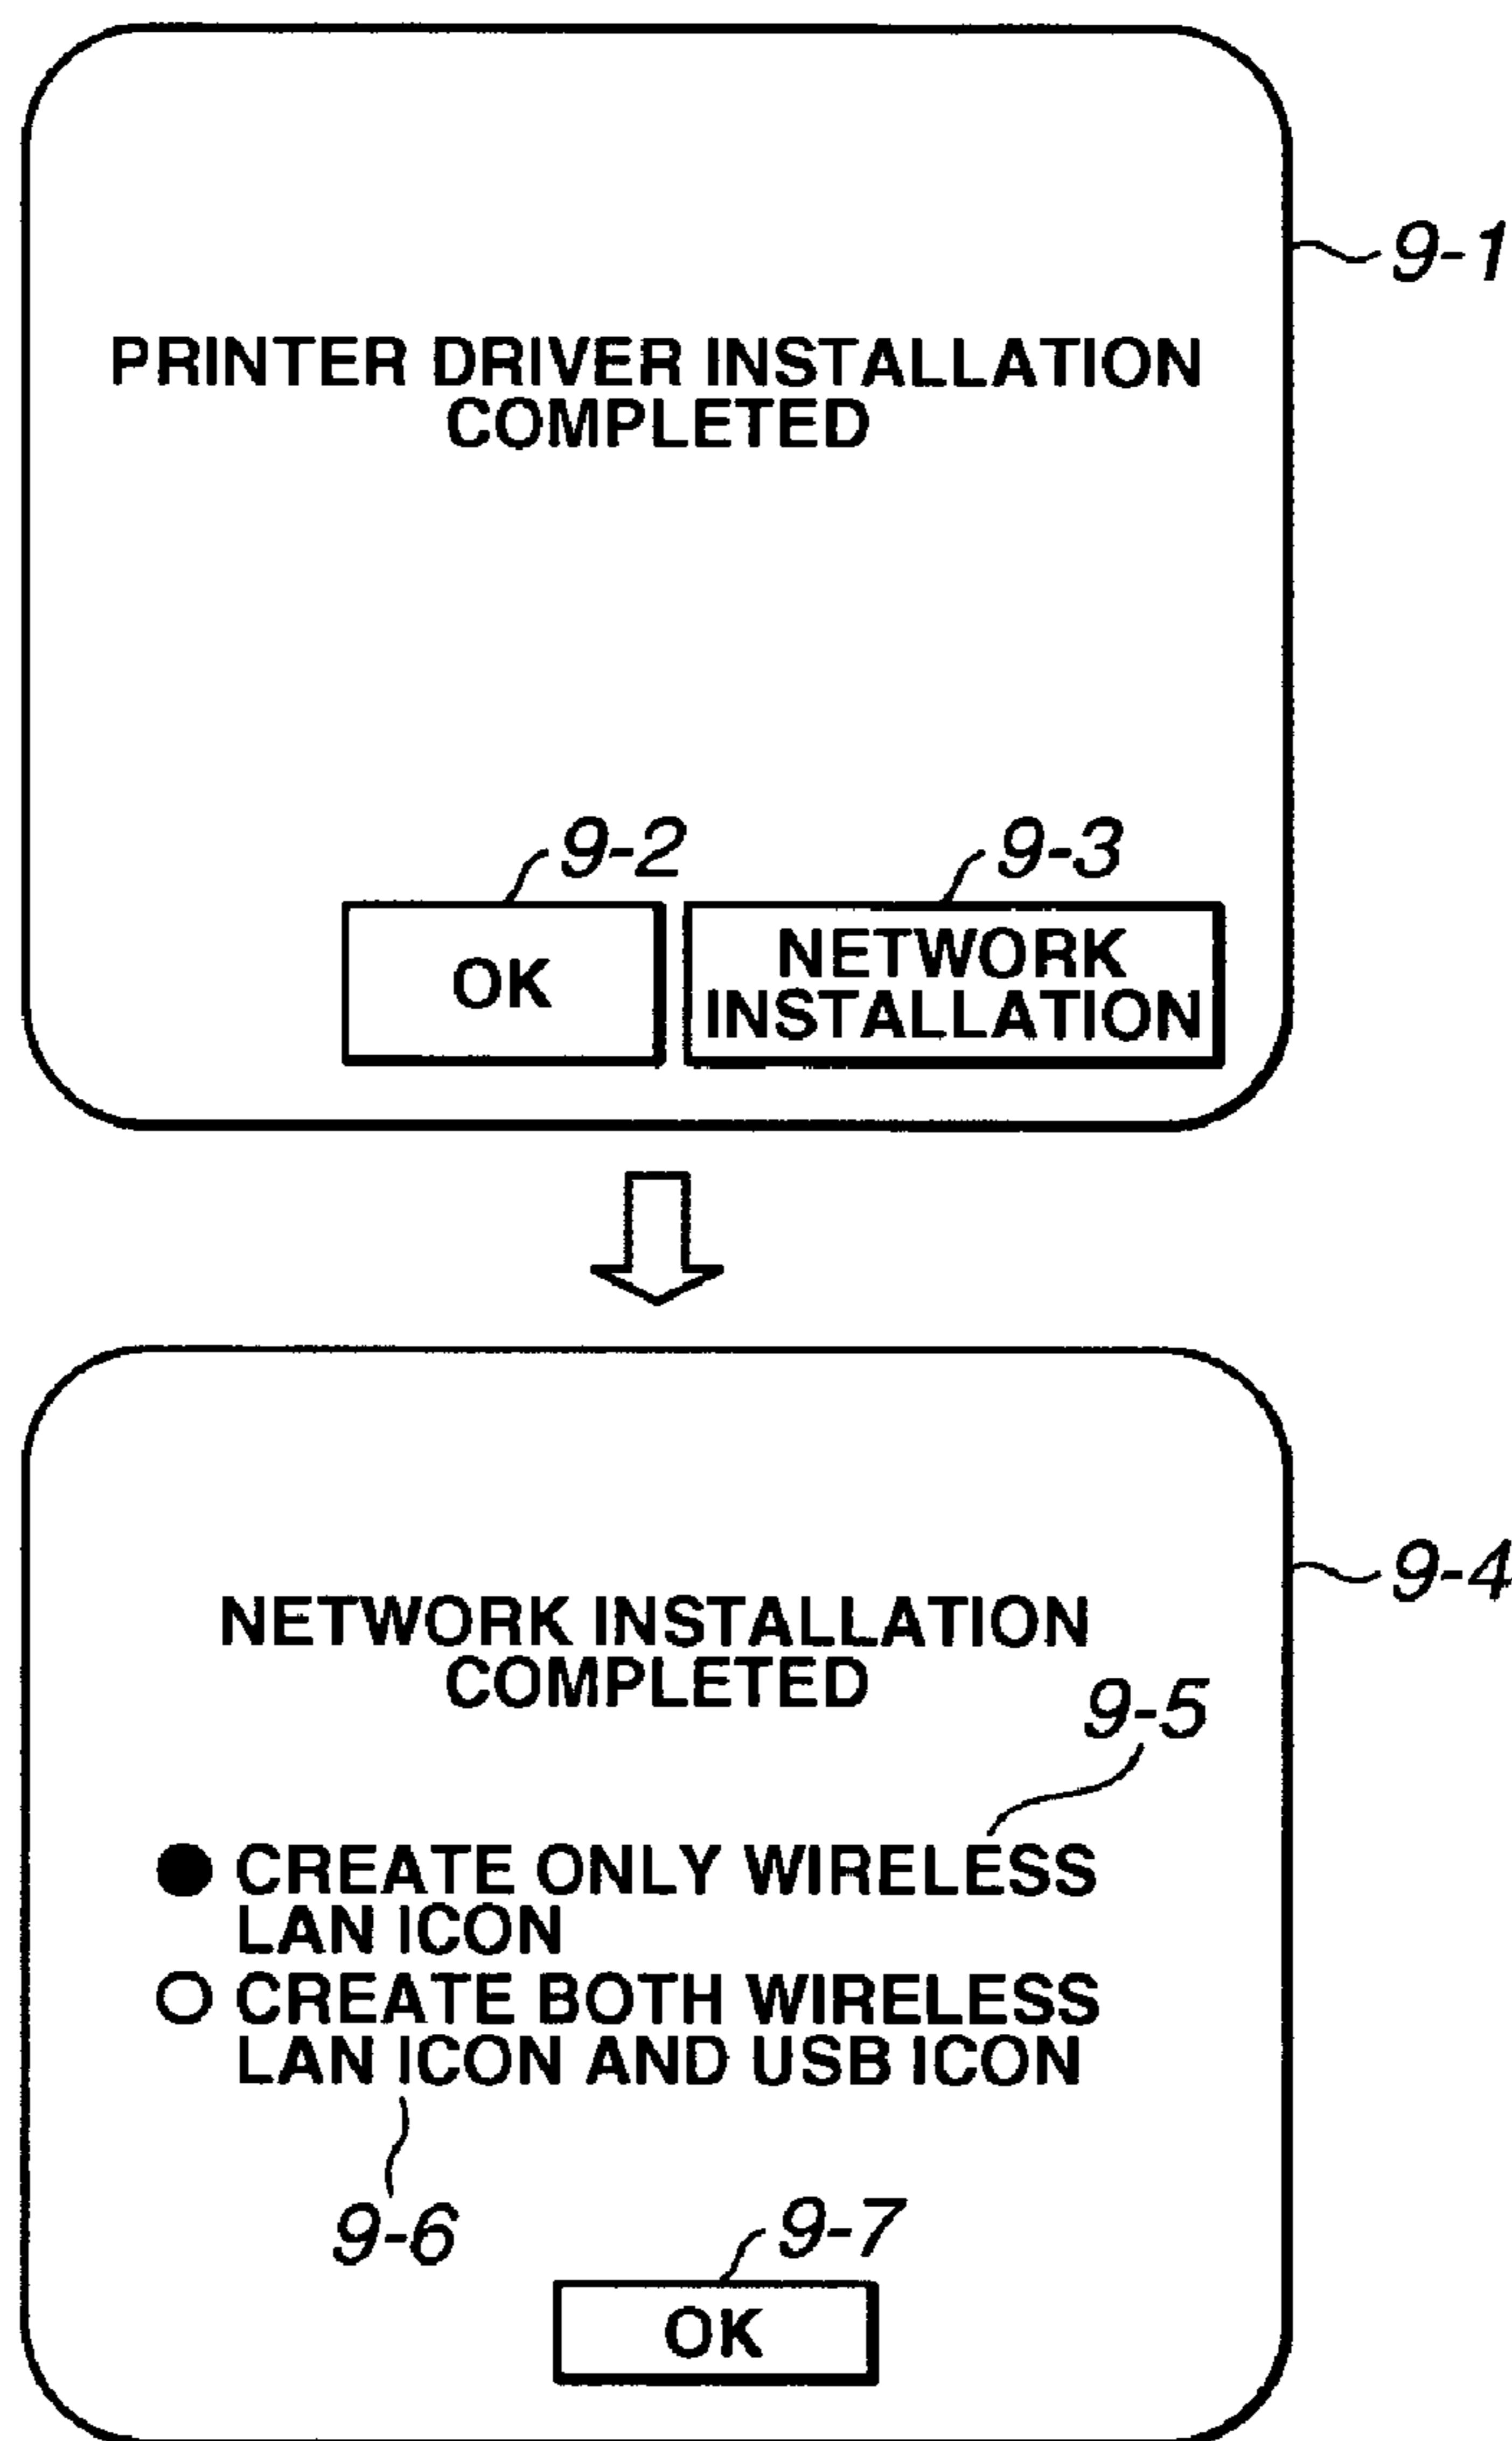 9-1
PRINTER DRIVER INSTALLATION
COMPLETED
9-2
9-3
OK
NETWORK
INSTALLATION
9-4
NETWORK INSTALLATION
COMPLETED
9-5
CREATE ONLY WIRELESS
LAN ICON
CREATE BOTH WIRELESS
LAN ICON AND USB ICON
9-6
9-7
OK